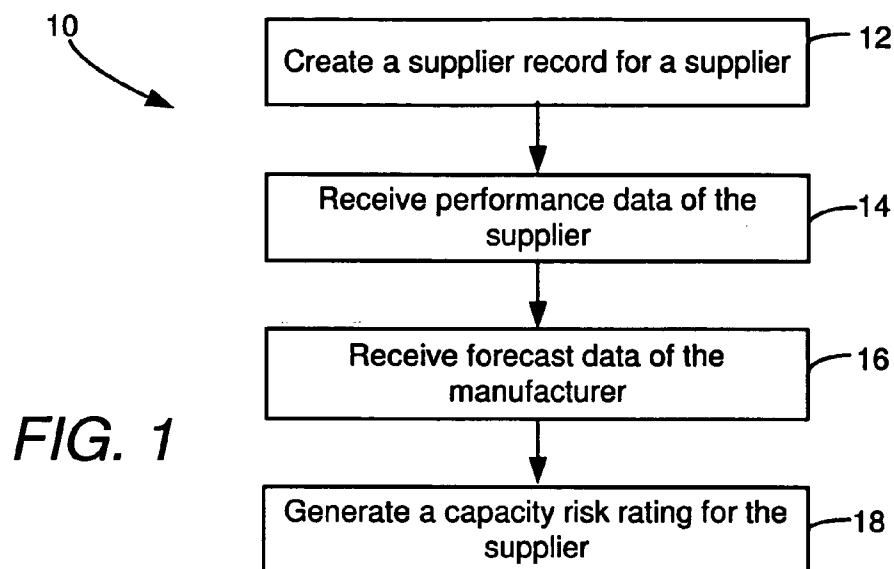 10
Create a supplier record for a supplier
12
Receive performance data of the
supplier
14
Receive forecast data of the
manufacturer
16
FIG. 1
Generate a capacity risk rating for the
supplier
18